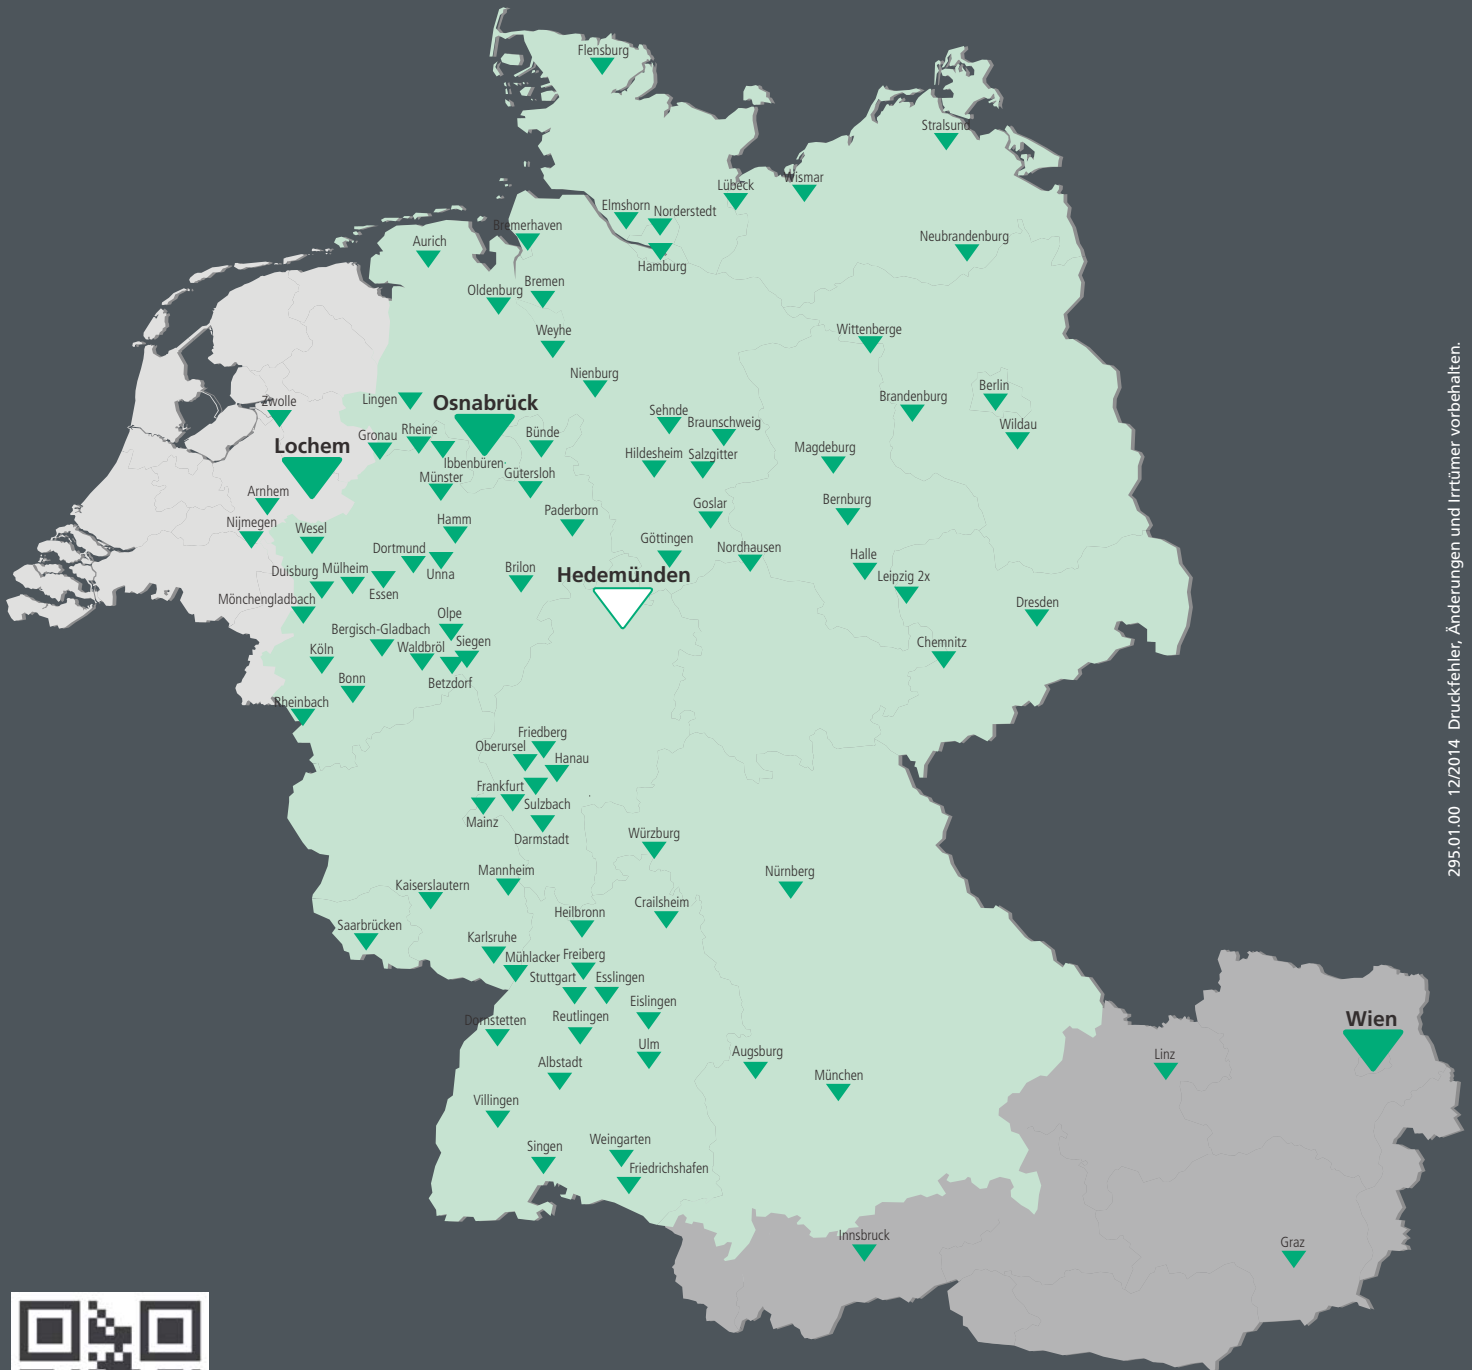 Flensburg
Stralsund
Wismar
Lübeck
Elmshorn
Norderstedt
Bremerhaven
Aurich
Neubrandenburg
Hamburg
Bremen
Oldenburg
Weyhe
Wittenberge
Nienburg
Berlin
Brandenburg
Zwolle
Lingen
Osnabrück
Sehnde
Braunschweig
Wildau
Lochem
Gronau
Rheine
Bünde
Magdeburg
Hildesheim
Salzgitter
Ibbenbüren
Münster
Gütersloh
Arnhem
Bernburg
Goslar
Paderborn
Nijmegen
Wesel
Hamm
Göttingen
Nordhausen
Dortmund
Halle
Duisburg
Mülheim
Unna
Brilon
Hedemünden
Leipzig 2x
Essen
Mönchengladbach
Dresden
Olpe
Bergisch-Gladbach
Siegen
Chemnitz
Köln
Waldbröl
Bonn
Betzdorf
Rheinbach
Friedberg
Oberursel
Hanau
Frankfurt
Sulzbach
Mainz
Darmstadt
Würzburg
Mannheim
Nürnberg
Kaiserslautern
Crailsheim
Heilbronn
Saarbrücken
Karlsruhe
Mühlacker
Freiberg
Stuttgart
Esslingen
Eislingen
Dornstetten
Reutlingen
Wien
Ulm
Augsburg
Linz
Albstadt
München
Villingen
Weingarten
Singen
Friedrichshafen
Innsbruck
Graz
295.01.00 12/2014 Druckfehler, Änderungen und Irrtümer vorbehalten.